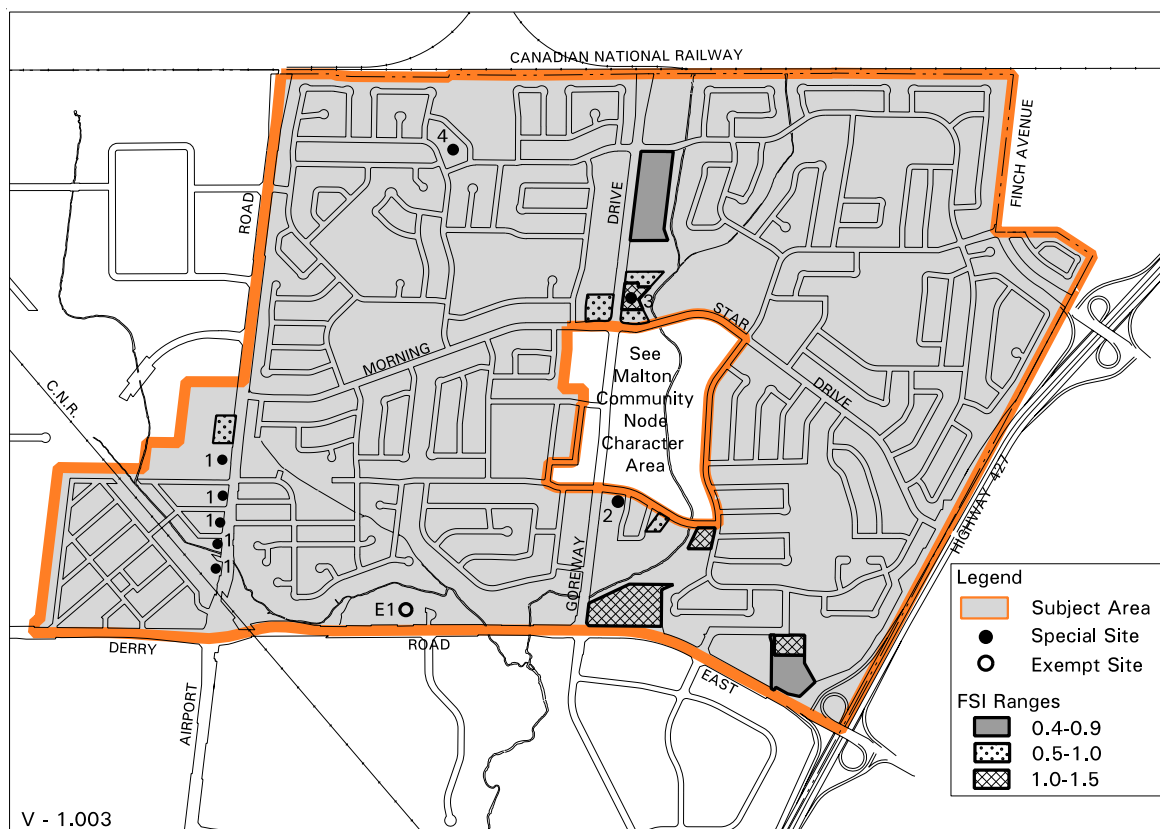 CANADIAN NATIONAL RAILWAY
4
ROAD
DRIVE
FINCH AVENUE
3
STAR
MORNING
See
Malton
Community
Node
Character
Area
DRIVE
C.N.R.
1
1
1
1
1
2
HIGHWAY 427
GOREWAY
E1
DERRY
ROAD
EAST
AIRPORT
Legend
Subject Area
Special Site
Exempt Site
FSI Ranges
0.4-0.9
0.5-1.0
1.0-1.5
V - 1.003